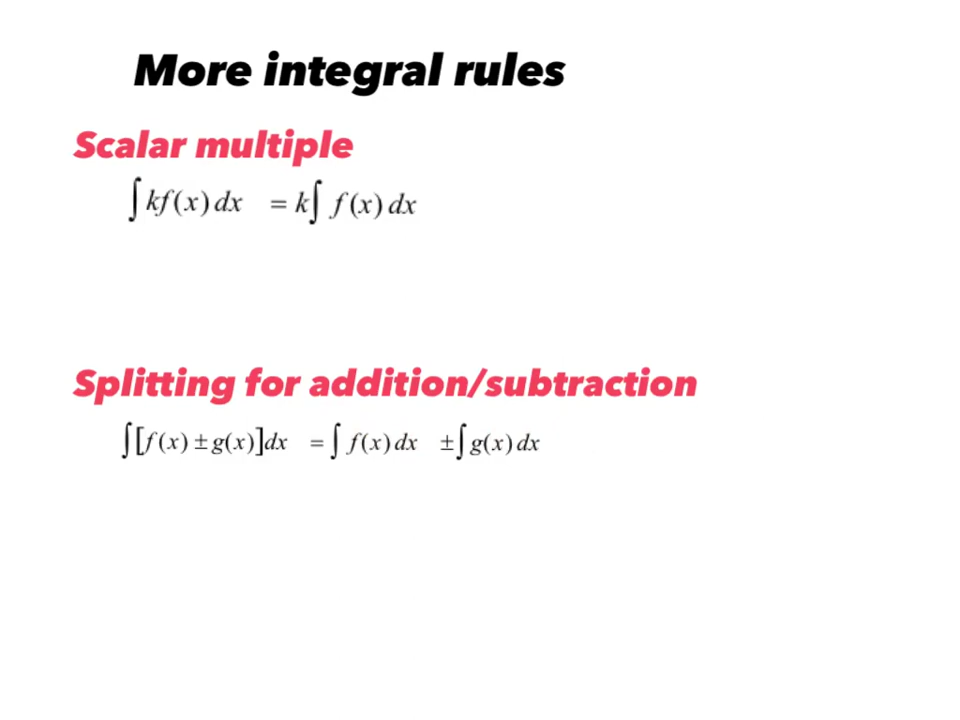 More integral rules
Scalar multiple
∫kf(x)dx = k∫ f(x)dx
Splitting for addition/subtraction
∫[f(x)±g(x)]dx = ∫ f(x)dx ±∫g(x)dx